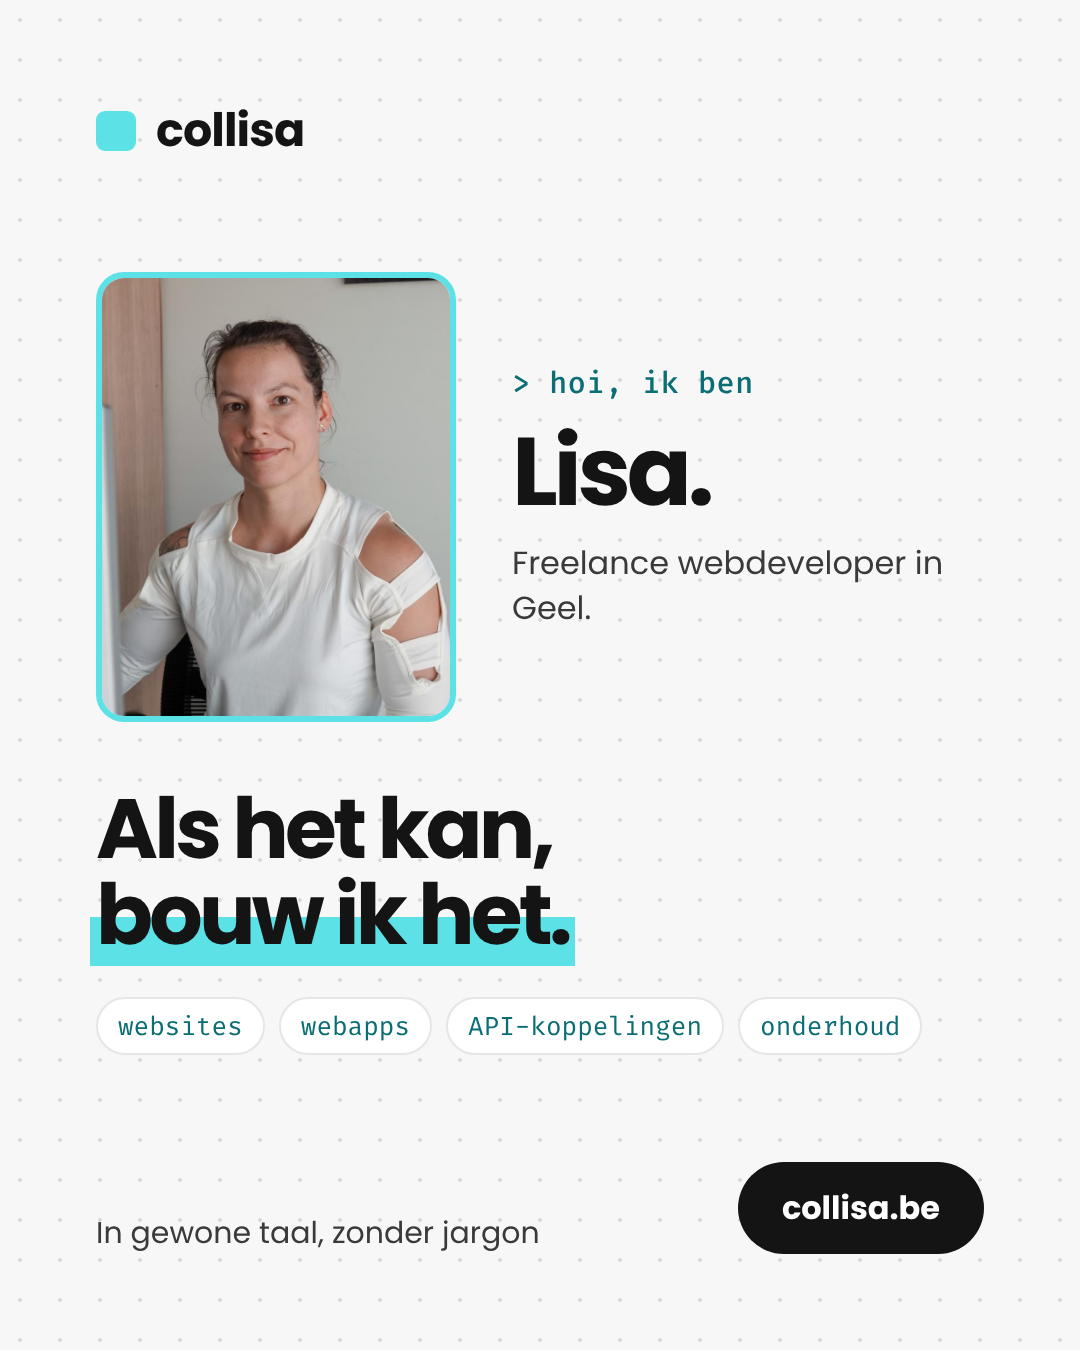 collisa
> hoi, ik ben
Lisa.
Freelance webdeveloper in
Geel.
Als het kan,
bouw ik het.
websites
webapps
API-koppelingen
onderhoud
In gewone taal, zonder jargon
collisa.be